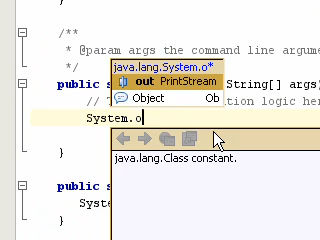 /**
* @param args the command line argume
*/
public s
String[] args)
java.lang.System.o*
out PrintStream
Object Ob
// T
tion logic her
System.o
java.lang.Class constant.
}
public s
Syste
}